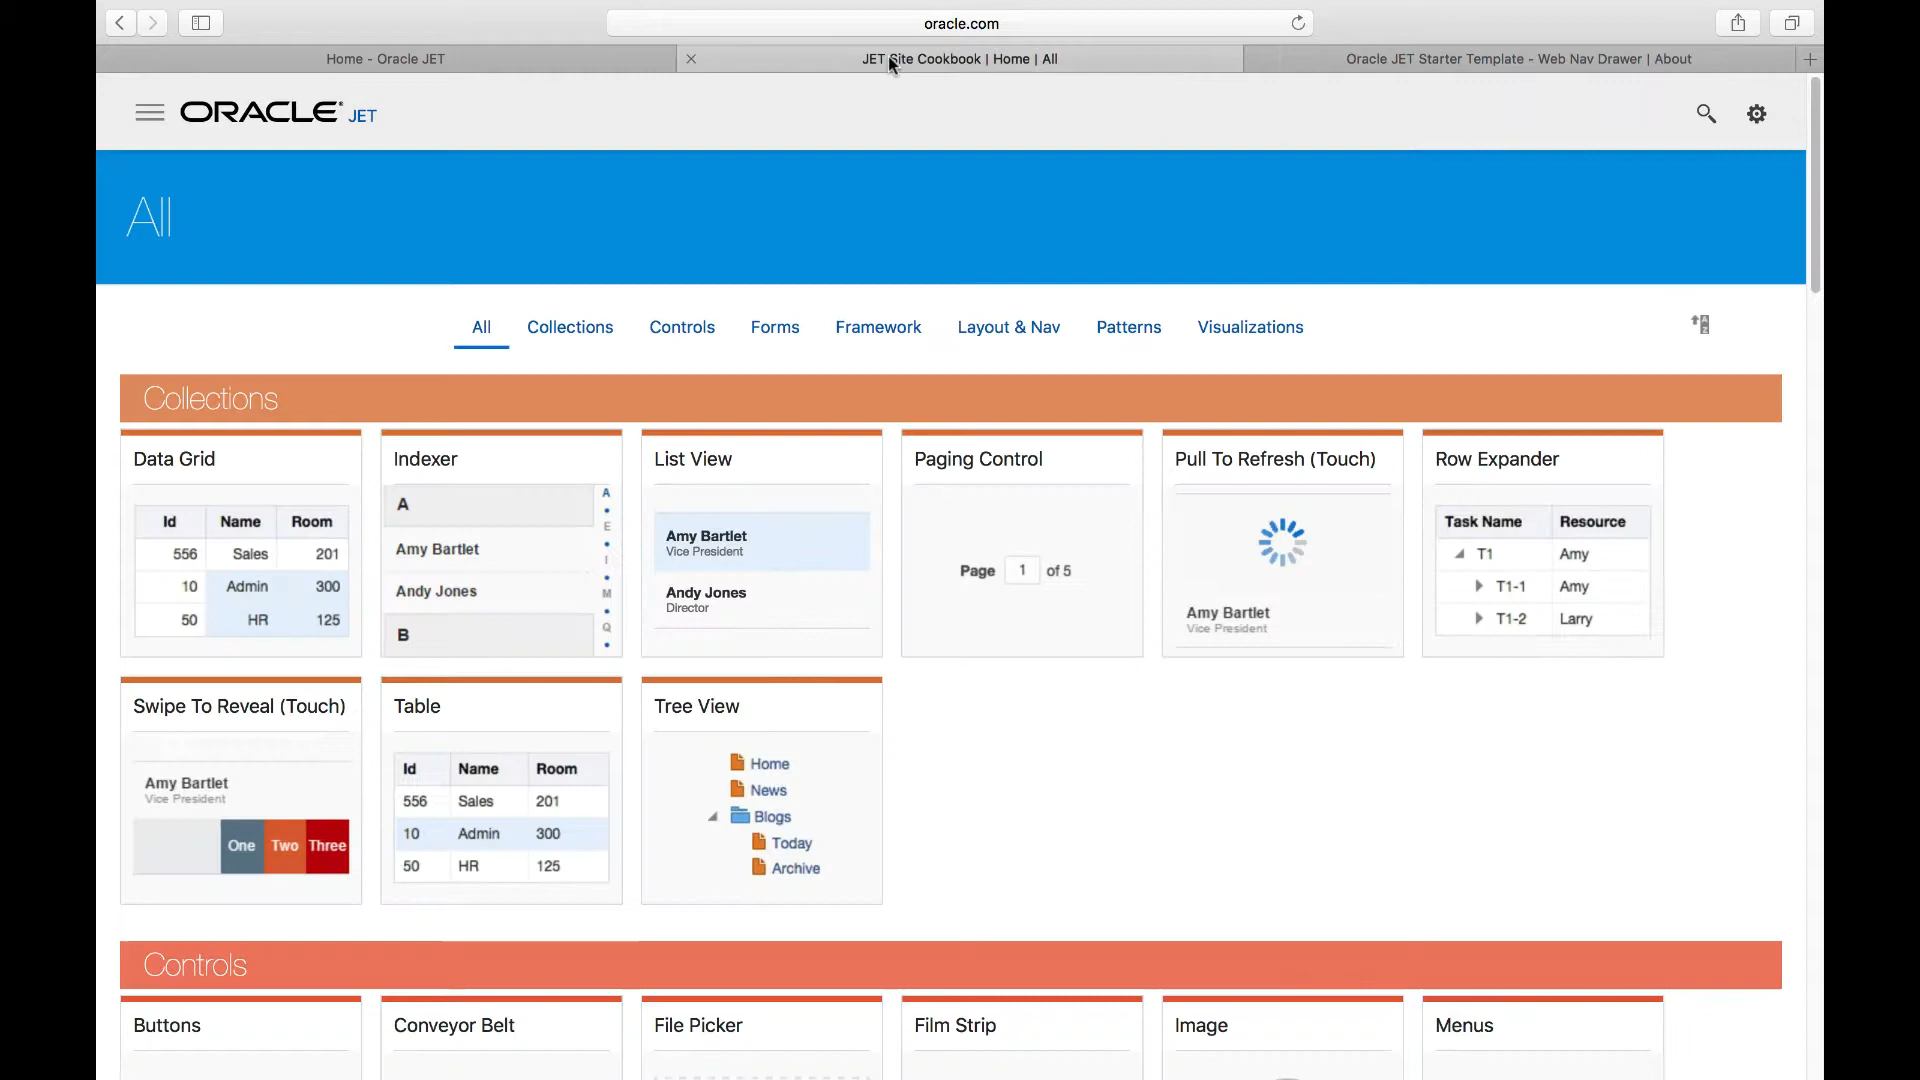 oracle.com
Home - Oracle JET
JET Site Cookbook | Home | All
Oracle JET Starter Template - Web Nav Drawer | About
ORACLE JET
All
All Collections Controls Forms Framework Layout & Nav Patterns Visualizations
Collections
Data Grid
Id Name Room
556 Sales 201
10 Admin 300
50 HR 125
Indexer
A
Amy Bartlet
Andy Jones
B
A
E
I
M
Q
List View
Amy Bartlet
Vice President
Andy Jones
Director
Paging Control
Page 1 of 5
Pull To Refresh (Touch)
Amy Bartlet
Vice President
Row Expander
Task Name Resource
T1 Amy
T1-1 Amy
T1-2 Larry
Swipe To Reveal (Touch)
Amy Bartlet
Vice President
One Two Three
Table
Id Name Room
556 Sales 201
10 Admin 300
50 HR 125
Tree View
Home
News
Blogs
Today
Archive
Controls
Buttons
Conveyor Belt
File Picker
Film Strip
Image
Menus